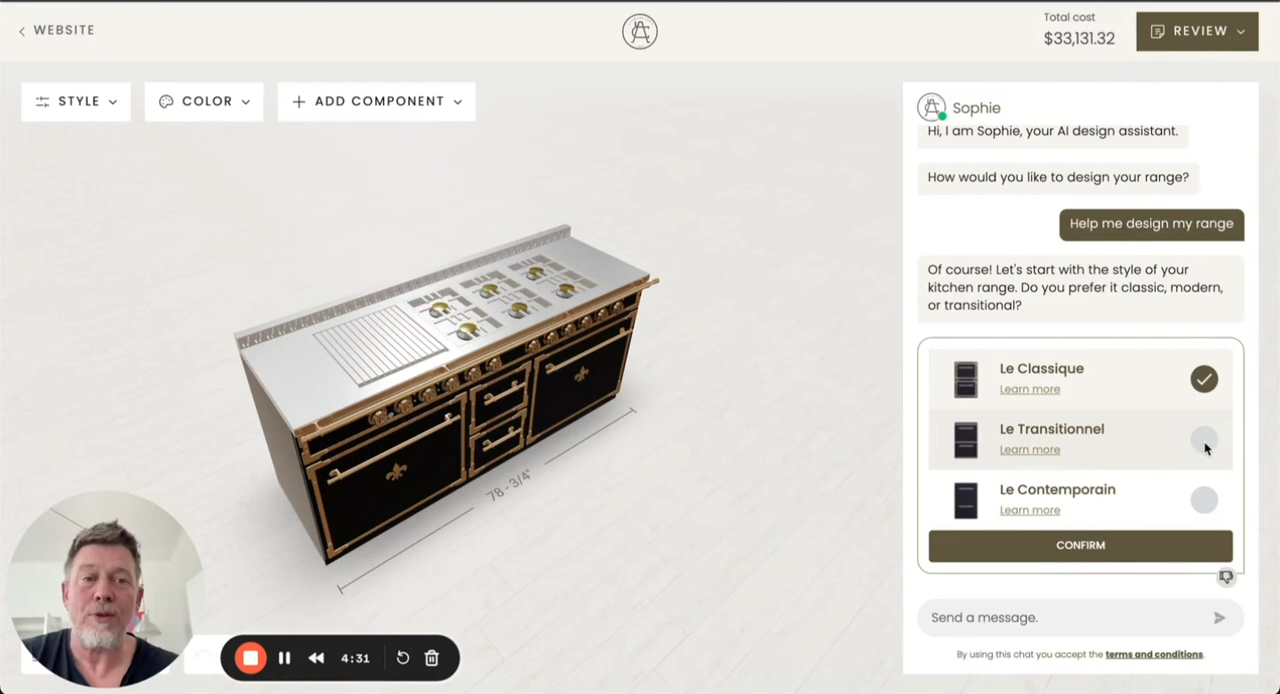 WEBSITE
Total cost
$33,131.32
REVIEW
STYLE
COLOR
ADD COMPONENT
Sophie
Hi, I am Sophie, your AI design assistant.
How would you like to design your range?
Help me design my range
Of course! Let's start with the style of your
kitchen range. Do you prefer it classic, modern,
or transitional?
Le Classique
Learn more
Le Transitionnel
Learn more
Le Contemporain
Learn more
CONFIRM
78-3/4"
Send a message.
By using this chat you accept the terms and conditions.
4:31